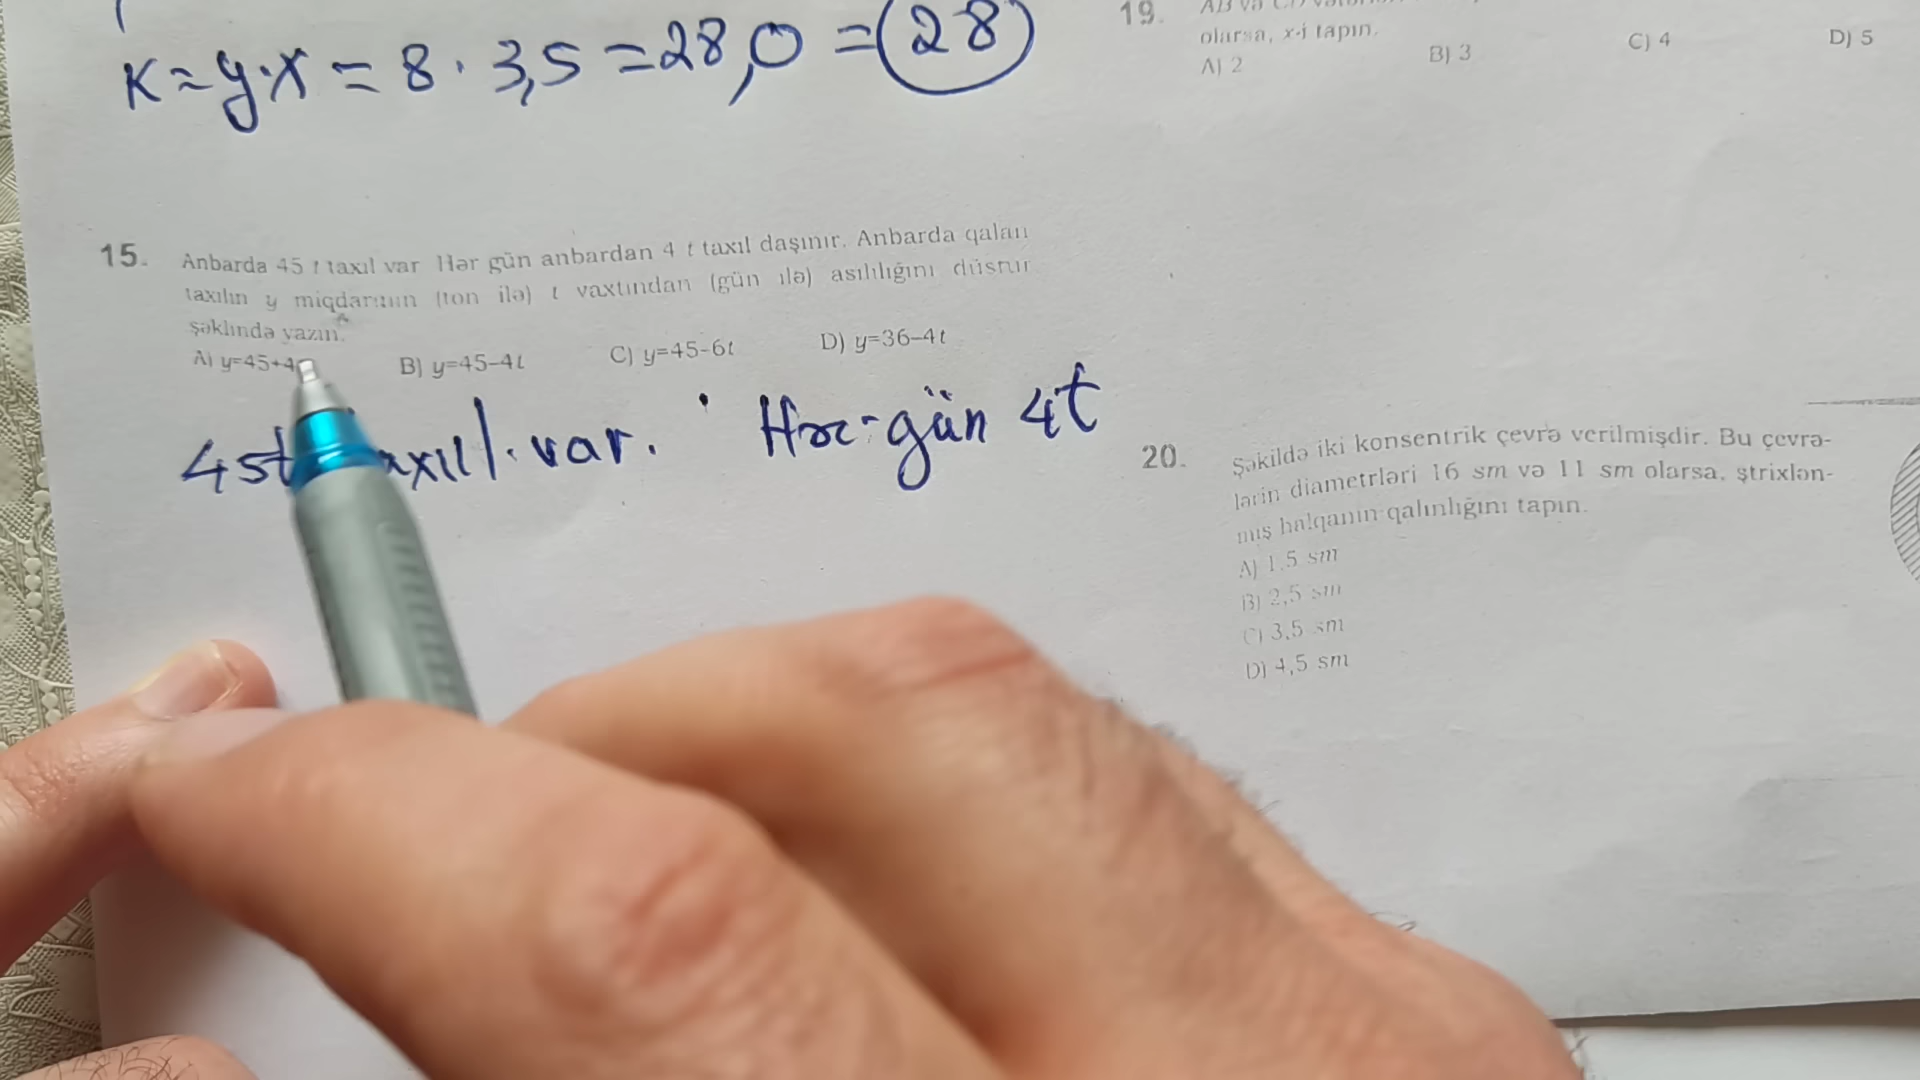 K=y·x = 8 · 3,5 =28,0 = 28
15. Anbarda 45 t taxıl var Hər gün anbardan 4 t taxıl daşınır. Anbarda qalan
taxılın y miqdarının (ton ilə) t vaxtından (gün ilə) asılılığını düstur
şəklində yazın.
A) y=45+4
B) y=45–4t
C) y=45-6t
D) y=36–4t
45t var. Hər-gün 4t
19.
olarsa, x-i tapın.
A) 2
B) 3
C) 4
D) 5
20. Şəkildə iki konsentrik çevrə verilmişdir. Bu çevrə-
lərin diametrləri 16 sm və 11 sm olarsa, ştrixlən-
miş halqanın qalınlığını tapın.
A) 1,5 sm
B) 2,5 sm
C) 3,5 sm
D) 4,5 sm